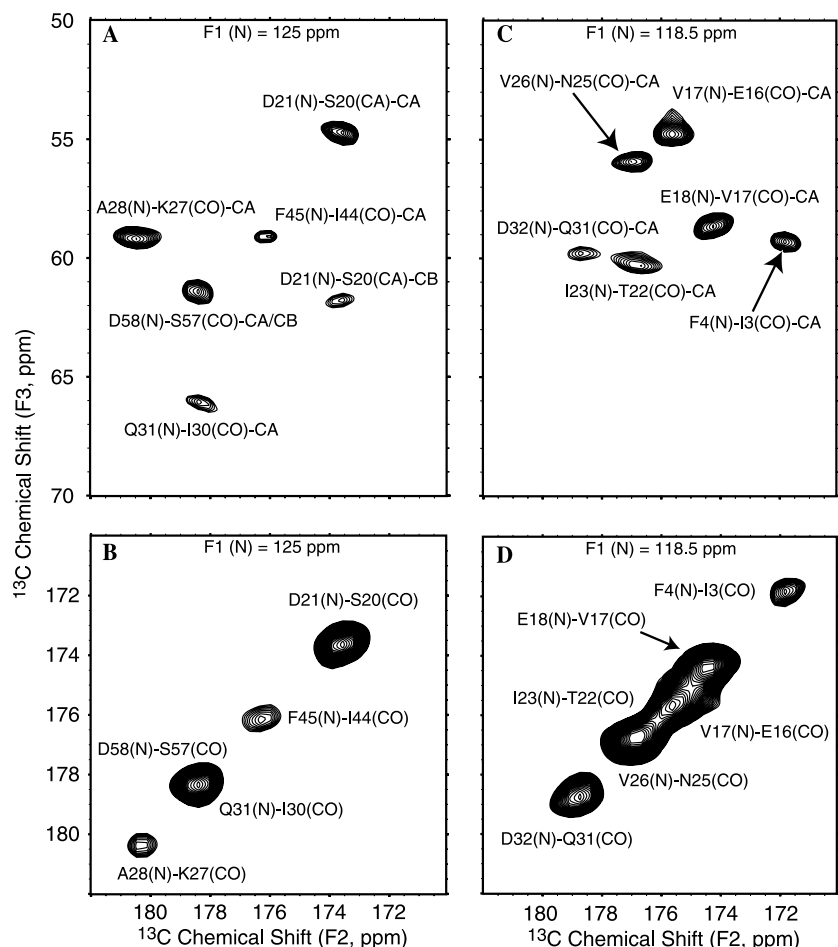 A
F1 (N) = 125 ppm
D21(N)-S20(CA)-CA
A28(N)-K27(CO)-CA
F45(N)-I44(CO)-CA
D21(N)-S20(CA)-CB
D58(N)-S57(CO)-CA/CB
Q31(N)-I30(CO)-CA
50
55
60
65
70
C
F1 (N) = 118.5 ppm
V26(N)-N25(CO)-CA
V17(N)-E16(CO)-CA
E18(N)-V17(CO)-CA
D32(N)-Q31(CO)-CA
I23(N)-T22(CO)-CA
F4(N)-I3(CO)-CA
13C Chemical Shift (F3, ppm)
B
F1 (N) = 125 ppm
D21(N)-S20(CO)
F45(N)-I44(CO)
D58(N)-S57(CO)
Q31(N)-I30(CO)
A28(N)-K27(CO)
172
174
176
178
180
180 178 176 174 172
13C Chemical Shift (F2, ppm)
D
F1 (N) = 118.5 ppm
F4(N)-I3(CO)
E18(N)-V17(CO)
I23(N)-T22(CO)
V17(N)-E16(CO)
V26(N)-N25(CO)
D32(N)-Q31(CO)
180 178 176 174 172
13C Chemical Shift (F2, ppm)